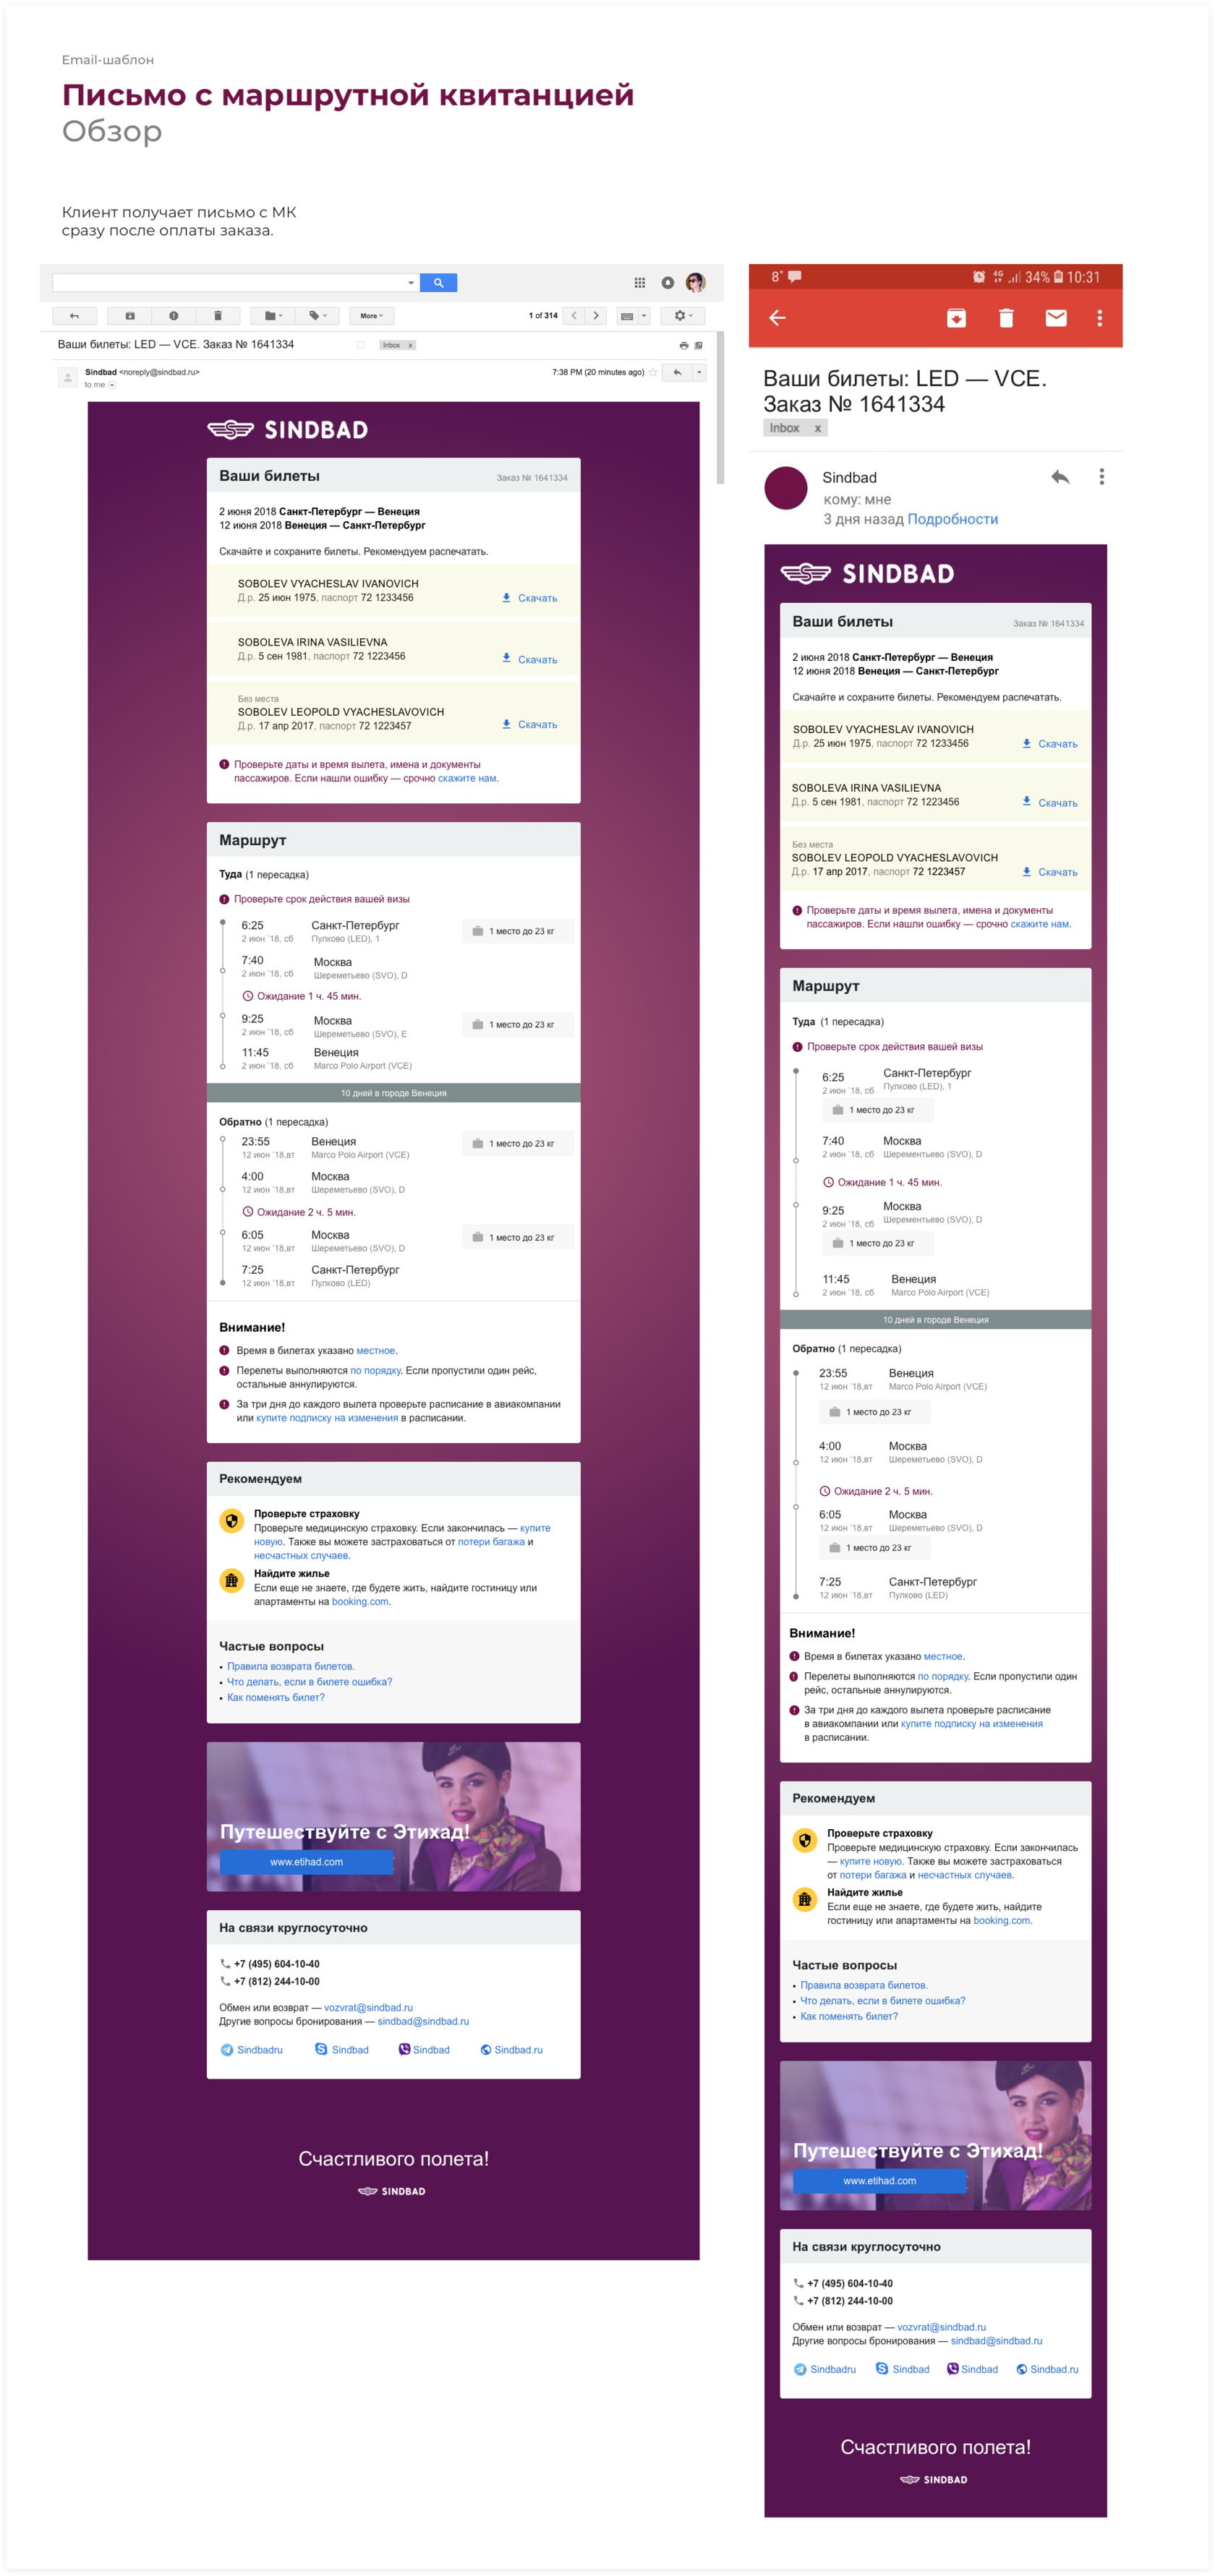 Email-шаблон
Письмо с маршрутной квитанцией
Обзор
Клиент получает письмо с МК
сразу после оплаты заказа.
More
1 of 314
Ваши билеты: LED — VCE. Заказ № 1641334
Inbox x
Sindbad <noreply@sindbad.ru>
7:38 PM (20 minutes ago)
to me
SINDBAD
Ваши билеты
Заказ № 1641334
2 июня 2018 Санкт-Петербург — Венеция
12 июня 2018 Венеция — Санкт-Петербург
Скачайте и сохраните билеты. Рекомендуем распечатать.
SOBOLEV VYACHESLAV IVANOVICH
Д.р. 25 июн 1975, паспорт 72 1233456
Скачать
SOBOLEVA IRINA VASILIEVNA
Д.р. 5 сен 1981, паспорт 72 1223456
Скачать
Без места
SOBOLEV LEOPOLD VYACHESLAVOVICH
Д.р. 17 апр 2017, паспорт 72 1223457
Скачать
Проверьте даты и время вылета, имена и документы
пассажиров. Если нашли ошибку — срочно скажите нам.
Маршрут
Туда (1 пересадка)
Проверьте срок действия вашей визы
6:25 Санкт-Петербург
2 июн `18, сб Пулково (LED), 1
1 место до 23 кг
7:40 Москва
2 июн `18, сб Шереметьево (SVO), D
Ожидание 1 ч. 45 мин.
9:25 Москва
2 июн `18, сб Шереметьево (SVO), E
1 место до 23 кг
11:45 Венеция
2 июн `18, сб Marco Polo Airport (VCE)
10 дней в городе Венеция
Обратно (1 пересадка)
23:55 Венеция
12 июн `18,вт Marco Polo Airport (VCE)
1 место до 23 кг
4:00 Москва
12 июн `18,вт Шереметьево (SVO), D
Ожидание 2 ч. 5 мин.
6:05 Москва
12 июн `18,вт Шереметьево (SVO), D
1 место до 23 кг
7:25 Санкт-Петербург
12 июн `18,вт Пулково (LED)
Внимание!
Время в билетах указано местное.
Перелеты выполняются по порядку. Если пропустили один рейс,
остальные аннулируются.
За три дня до каждого вылета проверьте расписание в авиакомпании
или купите подписку на изменения в расписании.
Рекомендуем
Проверьте страховку
Проверьте медицинскую страховку. Если закончилась — купите
новую. Также вы можете застраховаться от потери багажа и
несчастных случаев.
Найдите жилье
Если еще не знаете, где будете жить, найдите гостиницу или
апартаменты на booking.com.
Частые вопросы
• Правила возврата билетов.
• Что делать, если в билете ошибка?
• Как поменять билет?
Путешествуйте с Этихад!
www.etihad.com
На связи круглосуточно
+7 (495) 604-10-40
+7 (812) 244-10-00
Обмен или возврат — vozvrat@sindbad.ru
Другие вопросы бронирования — sindbad@sindbad.ru
Sindbadru Sindbad Sindbad Sindbad.ru
Счастливого полета!
SINDBAD
8° 4G 34% 10:31
Ваши билеты: LED — VCE.
Заказ № 1641334
Inbox x
Sindbad
кому: мне
3 дня назад Подробности
SINDBAD
Ваши билеты
Заказ № 1641334
2 июня 2018 Санкт-Петербург — Венеция
12 июня 2018 Венеция — Санкт-Петербург
Скачайте и сохраните билеты. Рекомендуем распечатать.
SOBOLEV VYACHESLAV IVANOVICH
Д.р. 25 июн 1975, паспорт 72 1233456
Скачать
SOBOLEVA IRINA VASILIEVNA
Д.р. 5 сен 1981, паспорт 72 1223456
Скачать
Без места
SOBOLEV LEOPOLD VYACHESLAVOVICH
Д.р. 17 апр 2017, паспорт 72 1223457
Скачать
Проверьте даты и время вылета, имена и документы
пассажиров. Если нашли ошибку — срочно скажите нам.
Маршрут
Туда (1 пересадка)
Проверьте срок действия вашей визы
6:25 Санкт-Петербург
2 июн `18, сб Пулково (LED), 1
1 место до 23 кг
7:40 Москва
2 июн `18, сб Шерементьево (SVO), D
Ожидание 1 ч. 45 мин.
9:25 Москва
2 июн `18, сб Шерементьево (SVO), D
1 место до 23 кг
11:45 Венеция
2 июн `18, сб Marco Polo Airport (VCE)
10 дней в городе Венеция
Обратно (1 пересадка)
23:55 Венеция
12 июн `18,вт Marco Polo Airport (VCE)
1 место до 23 кг
4:00 Москва
12 июн `18,вт Шереметьево (SVO), D
Ожидание 2 ч. 5 мин.
6:05 Москва
12 июн `18,вт Шереметьево (SVO), D
1 место до 23 кг
7:25 Санкт-Петербург
12 июн `18,вт Пулково (LED)
Внимание!
Время в билетах указано местное.
Перелеты выполняются по порядку. Если пропустили один
рейс, остальные аннулируются.
За три дня до каждого вылета проверьте расписание
в авиакомпании или купите подписку на изменения
в расписании.
Рекомендуем
Проверьте страховку
Проверьте медицинскую страховку. Если закончилась
— купите новую. Также вы можете застраховаться
от потери багажа и несчастных случаев.
Найдите жилье
Если еще не знаете, где будете жить, найдите
гостиницу или апартаменты на booking.com.
Частые вопросы
• Правила возврата билетов.
• Что делать, если в билете ошибка?
• Как поменять билет?
Путешествуйте с Этихад!
www.etihad.com
На связи круглосуточно
+7 (495) 604-10-40
+7 (812) 244-10-00
Обмен или возврат — vozvrat@sindbad.ru
Другие вопросы бронирования — sindbad@sindbad.ru
Sindbadru Sindbad Sindbad Sindbad.ru
Счастливого полета!
SINDBAD